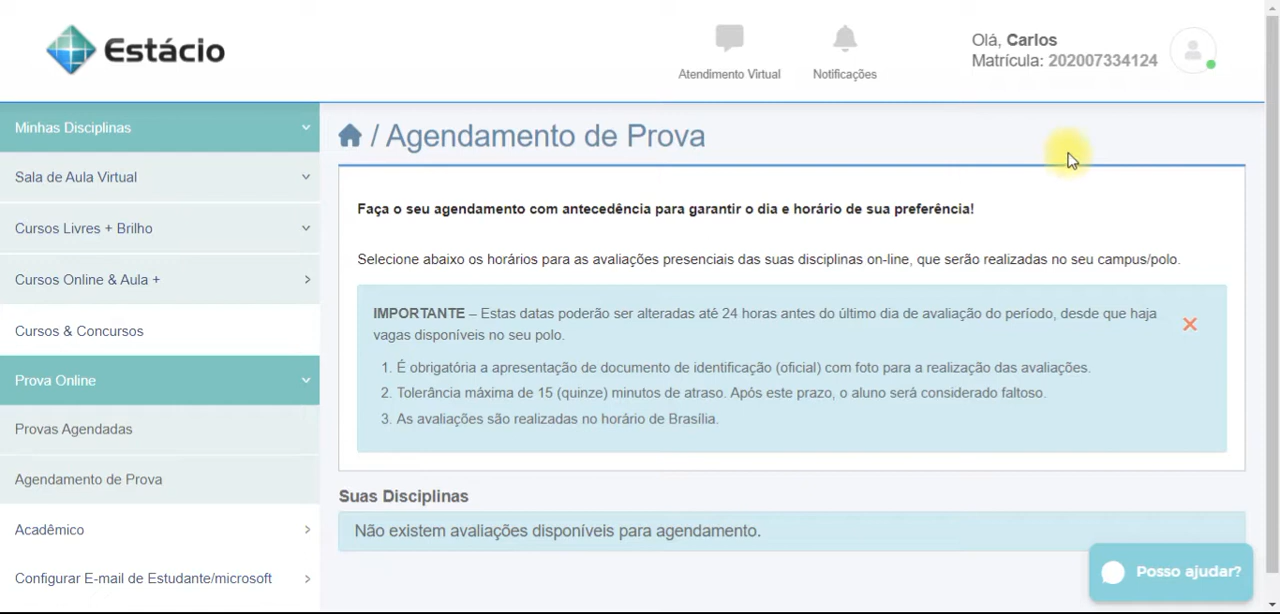 Estácio
Atendimento Virtual
Notificações
Olá, Carlos
Matrícula: 202007334124
Minhas Disciplinas
Sala de Aula Virtual
Cursos Livres + Brilho
Cursos Online & Aula +
Cursos & Concursos
Prova Online
Provas Agendadas
Agendamento de Prova
Acadêmico
Configurar E-mail de Estudante/microsoft
/ Agendamento de Prova
Faça o seu agendamento com antecedência para garantir o dia e horário de sua preferência!
Selecione abaixo os horários para as avaliações presenciais das suas disciplinas on-line, que serão realizadas no seu campus/polo.
IMPORTANTE – Estas datas poderão ser alteradas até 24 horas antes do último dia de avaliação do período, desde que haja
vagas disponíveis no seu polo.
1. É obrigatória a apresentação de documento de identificação (oficial) com foto para a realização das avaliações.
2. Tolerância máxima de 15 (quinze) minutos de atraso. Após este prazo, o aluno será considerado faltoso.
3. As avaliações são realizadas no horário de Brasília.
Suas Disciplinas
Não existem avaliações disponíveis para agendamento.
Posso ajudar?